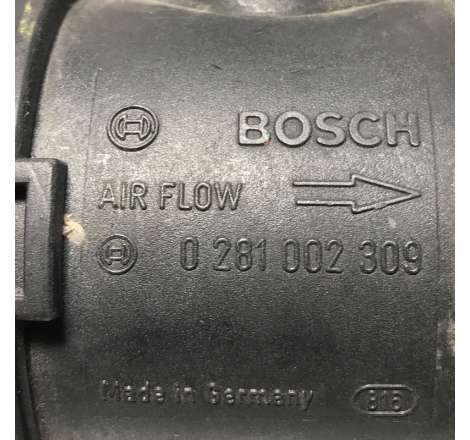 BOSCH
AIR FLOW
0 281 002 309
Made in Germany 816